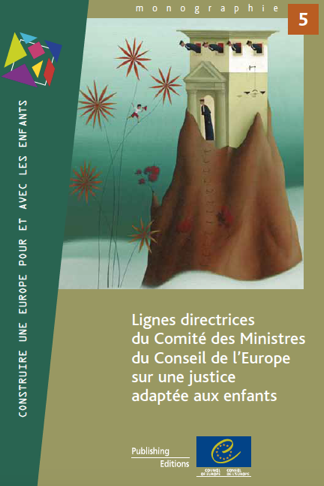 monographie
5
CONSTRUIRE UNE EUROPE POUR ET AVEC LES ENFANTS
Lignes directrices
du Comité des Ministres
du Conseil de l'Europe
sur une justice
adaptée aux enfants
Publishing
Editions